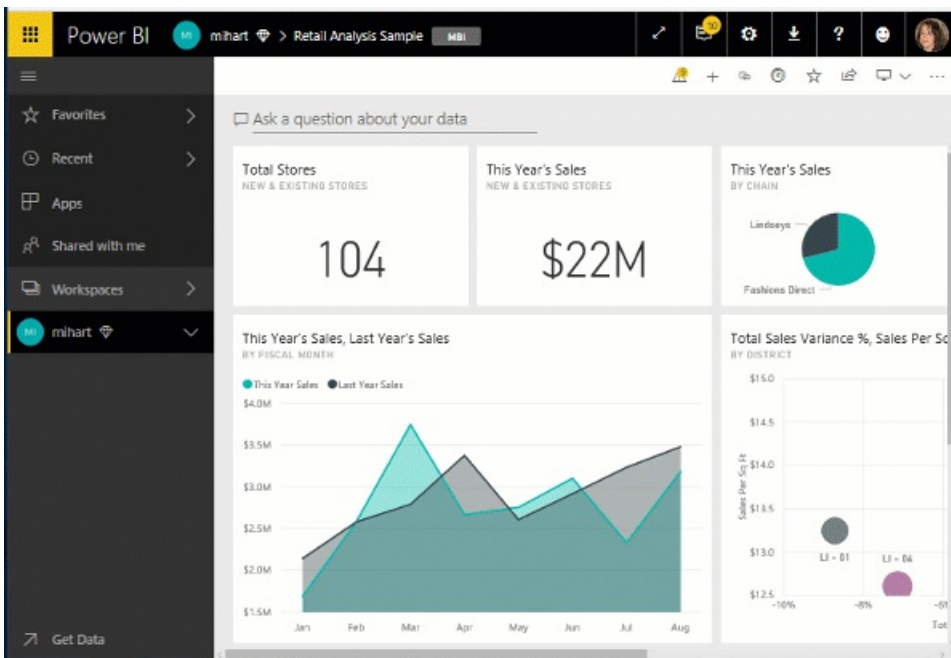 Power BI
MI
mihart > Retail Analysis Sample
MBI
30
?
Favorites
Recent
Apps
Shared with me
Workspaces
MI
mihart
Get Data
Ask a question about your data
Total Stores
NEW & EXISTING STORES
104
This Year's Sales
NEW & EXISTING STORES
$22M
This Year's Sales
BY CHAIN
Lindseys
Fashions Direct
This Year's Sales, Last Year's Sales
BY FISCAL MONTH
This Year Sales Last Year Sales
$4.0M
$3.5M
$3.0M
$2.5M
$2.0M
$1.5M
Jan Feb Mar Apr May Jun Jul Aug
Total Sales Variance %, Sales Per Sq
BY DISTRICT
Sales Per Sq Ft
$15.0
$14.5
$14.0
$13.5
$13.0
$12.5
LI - 01
LI - 04
-10% -8%
Tot